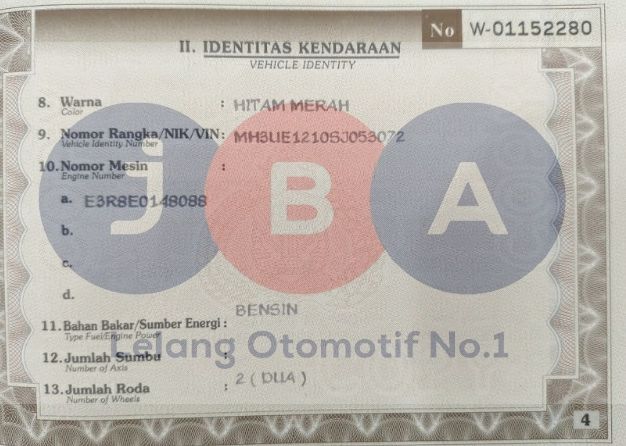 No W-01152280
II. IDENTITAS KENDARAAN
VEHICLE IDENTITY
8. Warna : HITAM MERAH
Color
9. Nomor Rangka/NIK/VIN : MH3UE1210SJ053072
Vehicle Identity Number
10. Nomor Mesin :
Engine Number
a. E3R8E0148088
b.
c.
d.
BENSIN
11. Bahan Bakar/Sumber Energi :
Type Fuel/Engine Power
12. Jumlah Sumbu :
Number of Axis
13. Jumlah Roda : 2 ( DUA )
Number of Wheels
4
J B A
Lelang Otomotif No.1